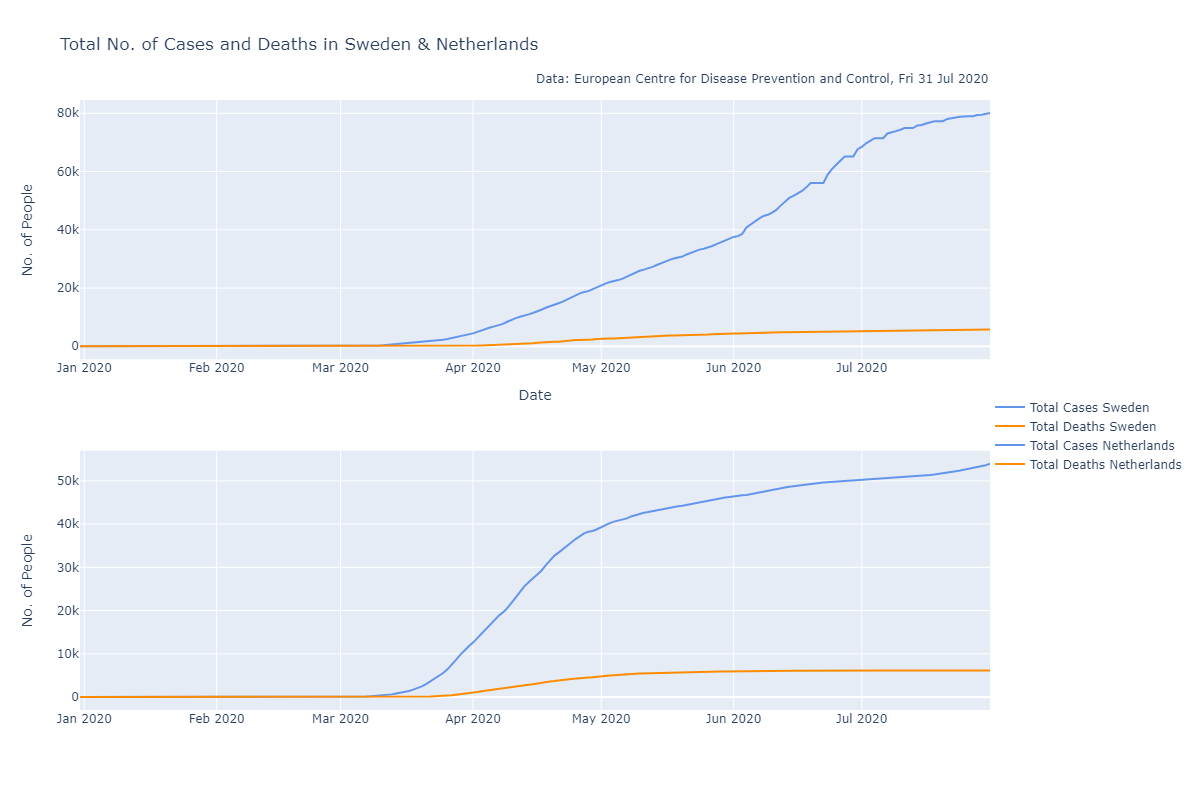 Total No. of Cases and Deaths in Sweden & Netherlands
Data: European Centre for Disease Prevention and Control, Fri 31 Jul 2020
No. of People
80k
60k
40k
20k
0
Jan 2020 Feb 2020 Mar 2020 Apr 2020 May 2020 Jun 2020 Jul 2020
Date
Total Cases Sweden
Total Deaths Sweden
Total Cases Netherlands
Total Deaths Netherlands
No. of People
50k
40k
30k
20k
10k
0
Jan 2020 Feb 2020 Mar 2020 Apr 2020 May 2020 Jun 2020 Jul 2020